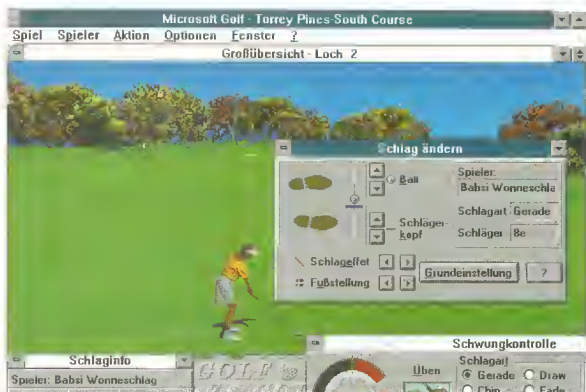 Microsoft Golf - Torrey Pines-South Course
Spiel Spieler Aktion Optionen Fenster ?
Großübersicht - Loch 2
Schlag ändern
Ball
Spieler:
Babsi Wonneschla
Schläger-
kopf
Schlagart Gerade
Schläger 8e
Schlageffet
Fußstellung
Grundeinstellung ?
Schwungkontrolle
Schlaginfo
Spieler: Babsi Wonneschlag
GOLF
Üben
Schlagart
Gerade Draw
Chip Fade